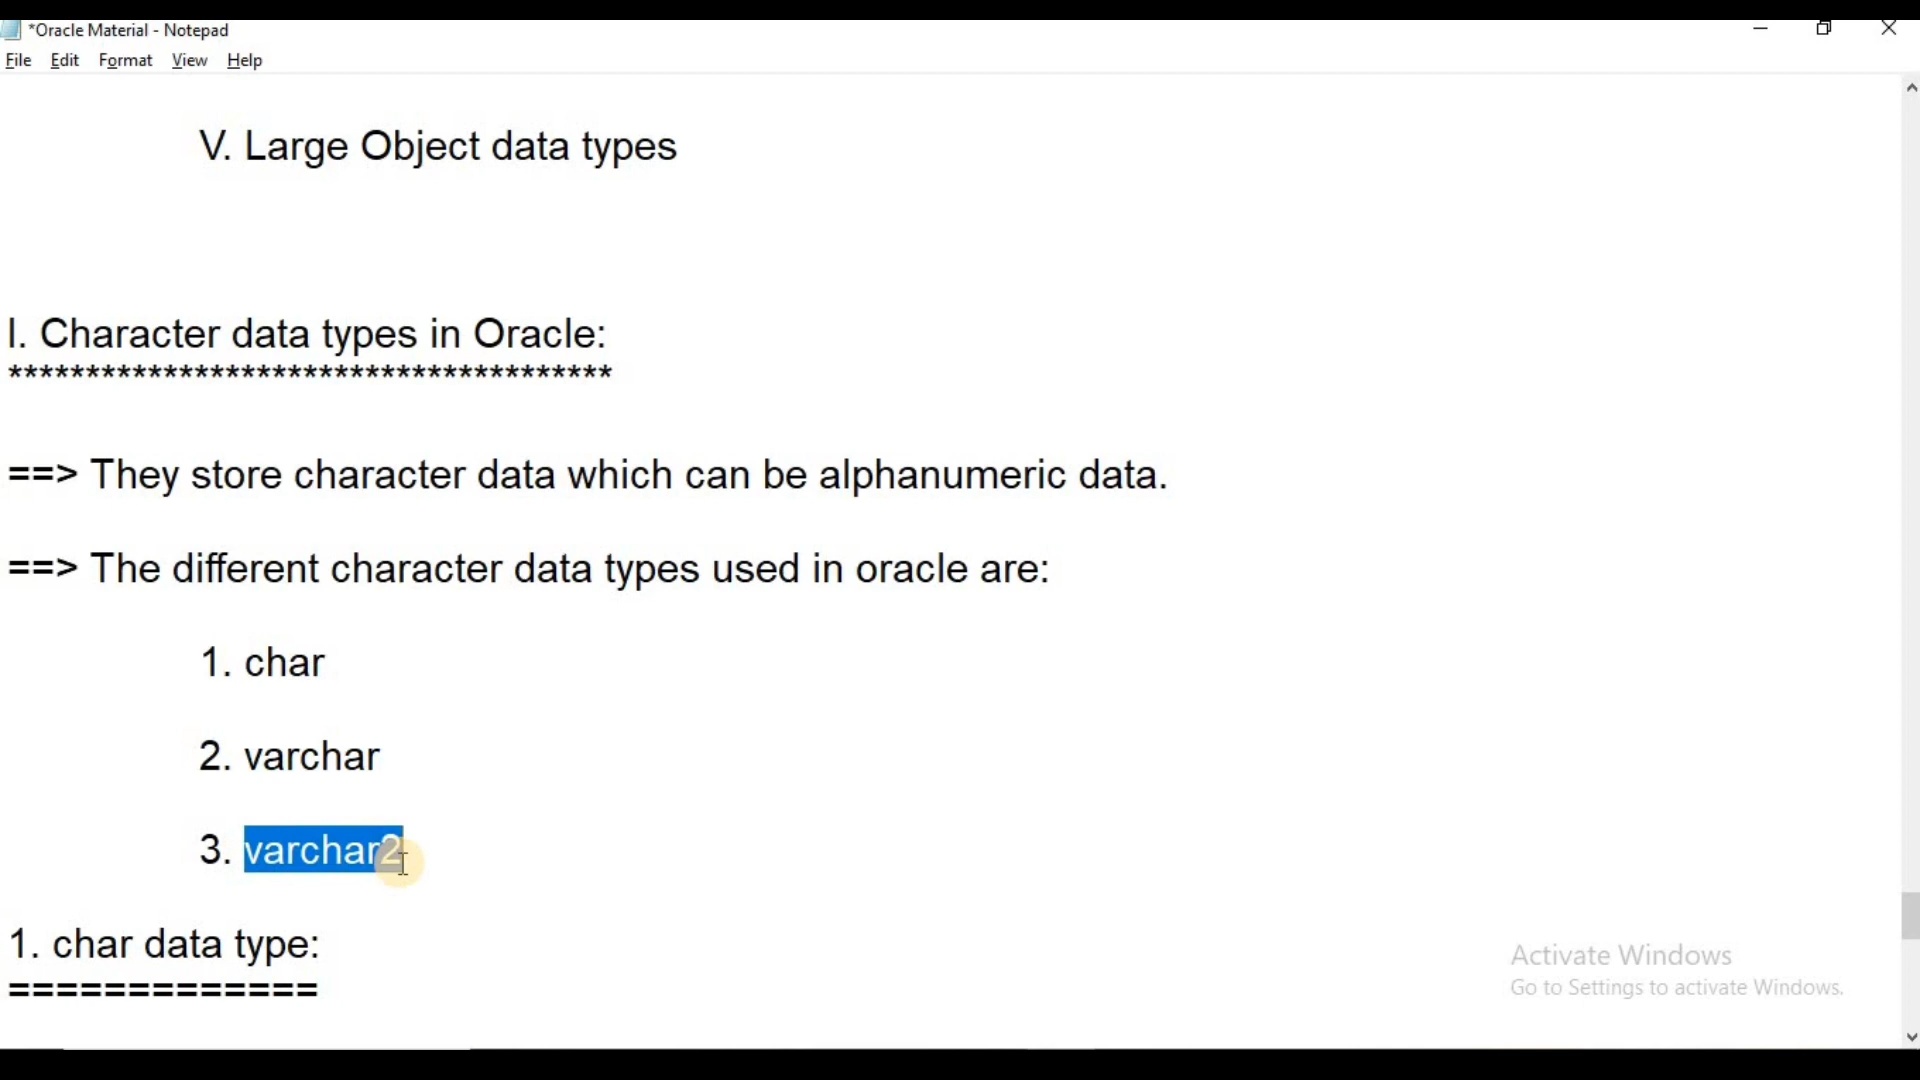 *Oracle Material - Notepad
File Edit Format View Help
V. Large Object data types
I. Character data types in Oracle:
***************************************
==> They store character data which can be alphanumeric data.
==> The different character data types used in oracle are:
1. char
2. varchar
3. varchar2
1. char data type:
=============
Activate Windows
Go to Settings to activate Windows.